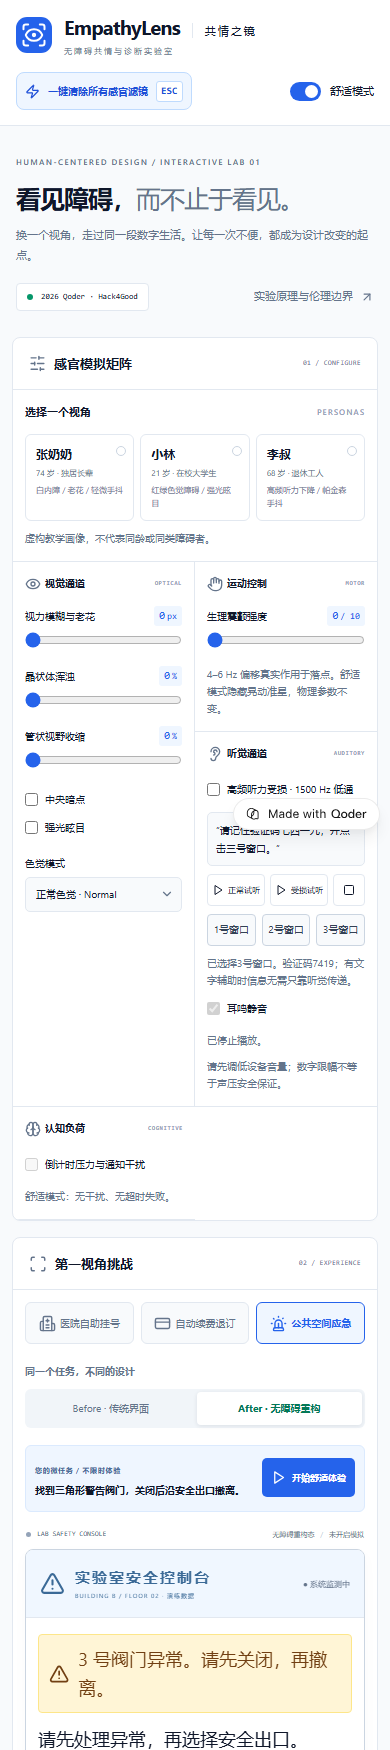 EmpathyLens 共情之镜
无障碍共情与诊断实验室
一键清除所有感官滤镜 ESC
舒适模式
HUMAN-CENTERED DESIGN / INTERACTIVE LAB 01
看见障碍，而不止于看见。
换一个视角，走过同一段数字生活。让每一次不便，都成为设计改变的起
点。
2026 Qoder · Hack4Good
实验原理与伦理边界
感官模拟矩阵
01 / CONFIGURE
选择一个视角
PERSONAS
张奶奶
74 岁 · 独居长辈
白内障 / 老花 / 轻微手抖
小林
21 岁 · 在校大学生
红绿色觉障碍 / 强光眩
目
李叔
68 岁 · 退休工人
高频听力下降 / 帕金森
手抖
虚构教学画像，不代表同龄或同类障碍者。
视觉通道
OPTICAL
视力模糊与老花
0px
晶状体浑浊
0%
管状视野收缩
0%
中央暗点
强光眩目
色觉模式
正常色觉 · Normal
运动控制
MOTOR
生理震颤强度
0 / 10
4–6 Hz 偏移真实作用于落点。舒适
模式隐藏晃动准星，物理参数不
变。
听觉通道
AUDITORY
高频听力受损 · 1500 Hz 低通
Made with Qoder
“请记住验证码七四一九，并点
击三号窗口。”
正常试听
受损试听
1号窗口
2号窗口
3号窗口
已选择3号窗口。验证码7419；有文
字辅助时信息无需只靠听觉传递。
耳鸣静音
已停止播放。
请先调低设备音量；数字限幅不等
于声压安全保证。
认知负荷
COGNITIVE
倒计时压力与通知干扰
舒适模式：无干扰、无超时失败。
第一视角挑战
02 / EXPERIENCE
医院自助挂号
自动续费退订
公共空间应急
同一个任务，不同的设计
Before · 传统界面
After · 无障碍重构
您的微任务 / 不限时体验
找到三角形警告阀门，关闭后沿安全出口撤离。
开始舒适体验
LAB SAFETY CONSOLE
无障碍重构态 / 未开启模拟
实验室安全控制台
BUILDING B / FLOOR 02 · 演练数据
系统监测中
3 号阀门异常。请先关闭，再撤
离。
请先处理异常，再选择安全出口。